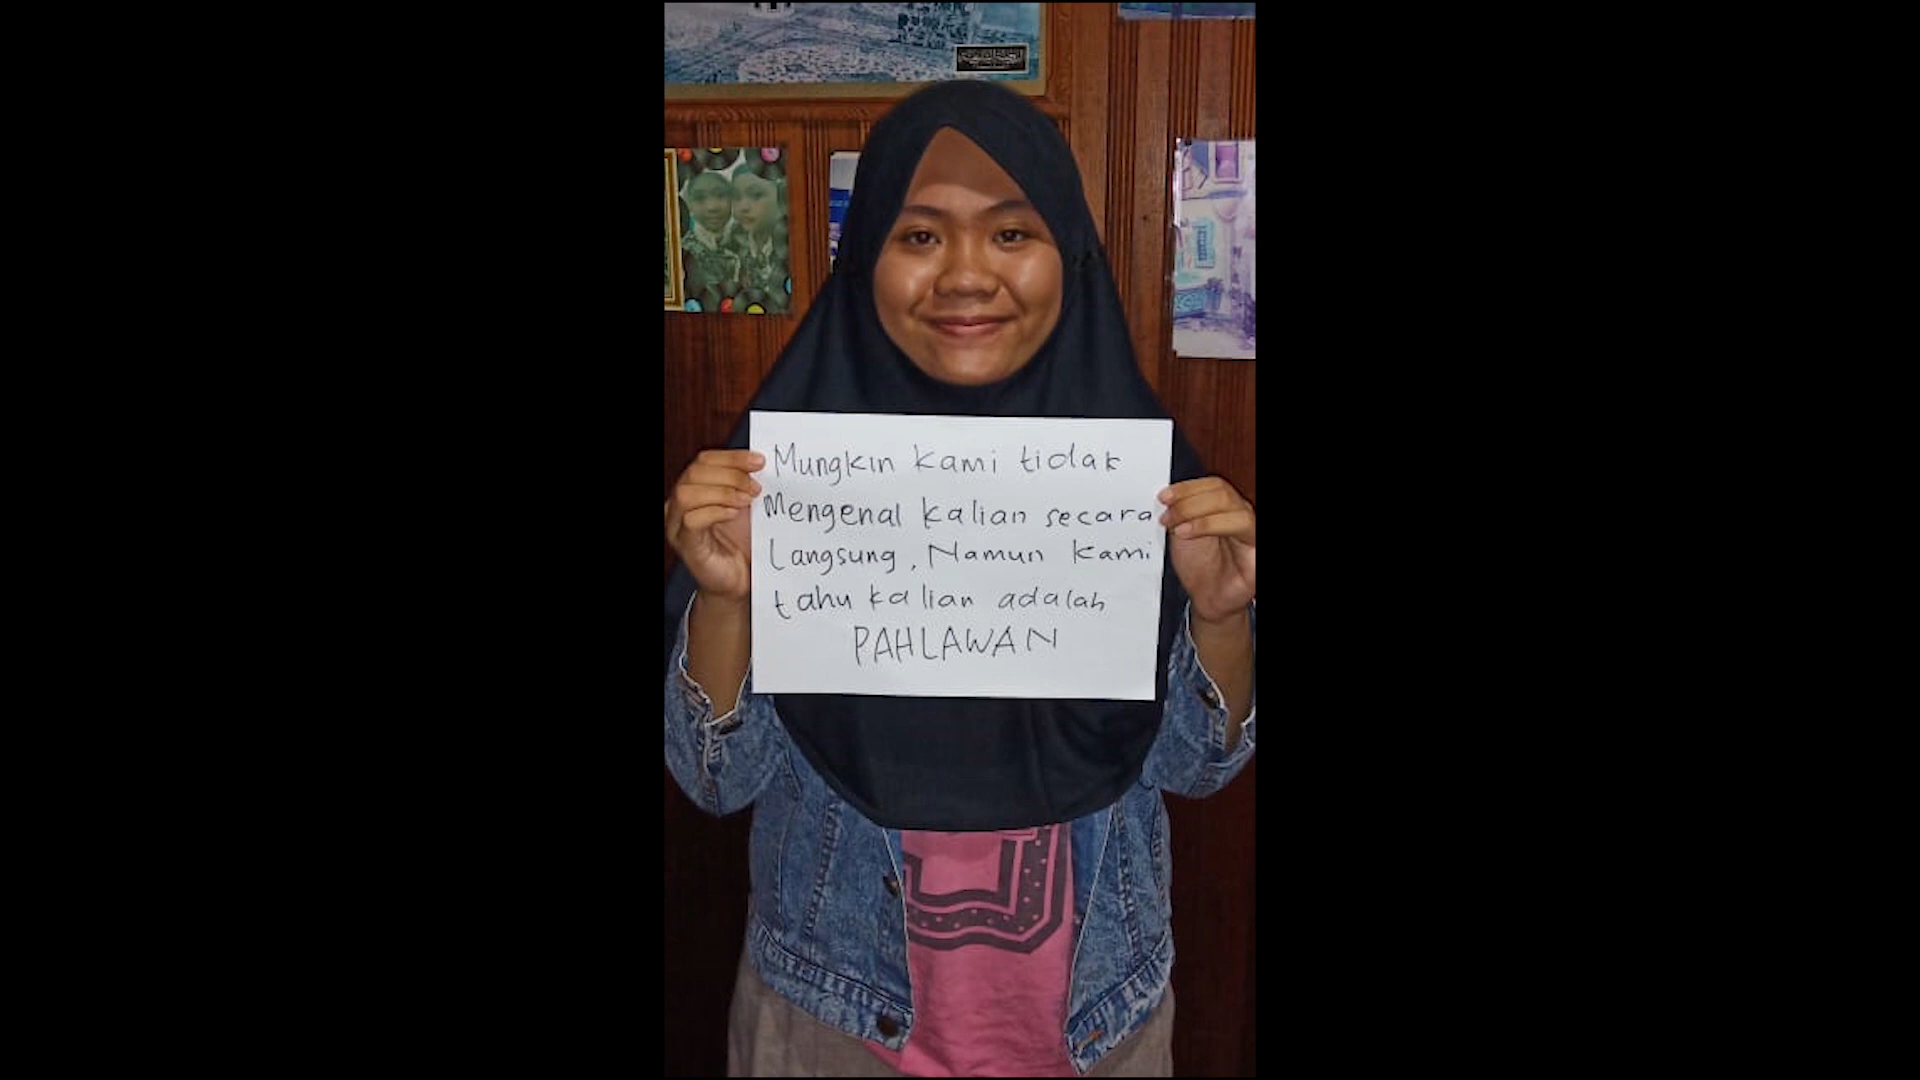 Mungkin kami tidak
Mengenal kalian secara
Langsung, Namun kami
tahu kalian adalah
PAHLAWAN